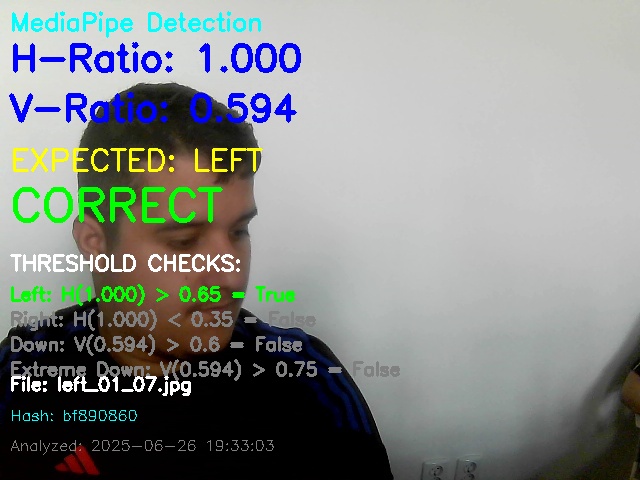 MediaPipe Detection
H-Ratio: 1.000
V-Ratio: 0.594
EXPECTED: LEFT
CORRECT
THRESHOLD CHECKS:
Left: H(1.000) > 0.65 = True
Right: H(1.000) < 0.35 = False
Down: V(0.594) > 0.6 = False
Extreme Down: V(0.594) > 0.75 = False
File: left_01_07.jpg
Hash: bf890860
Analyzed: 2025-06-26 19:33:03